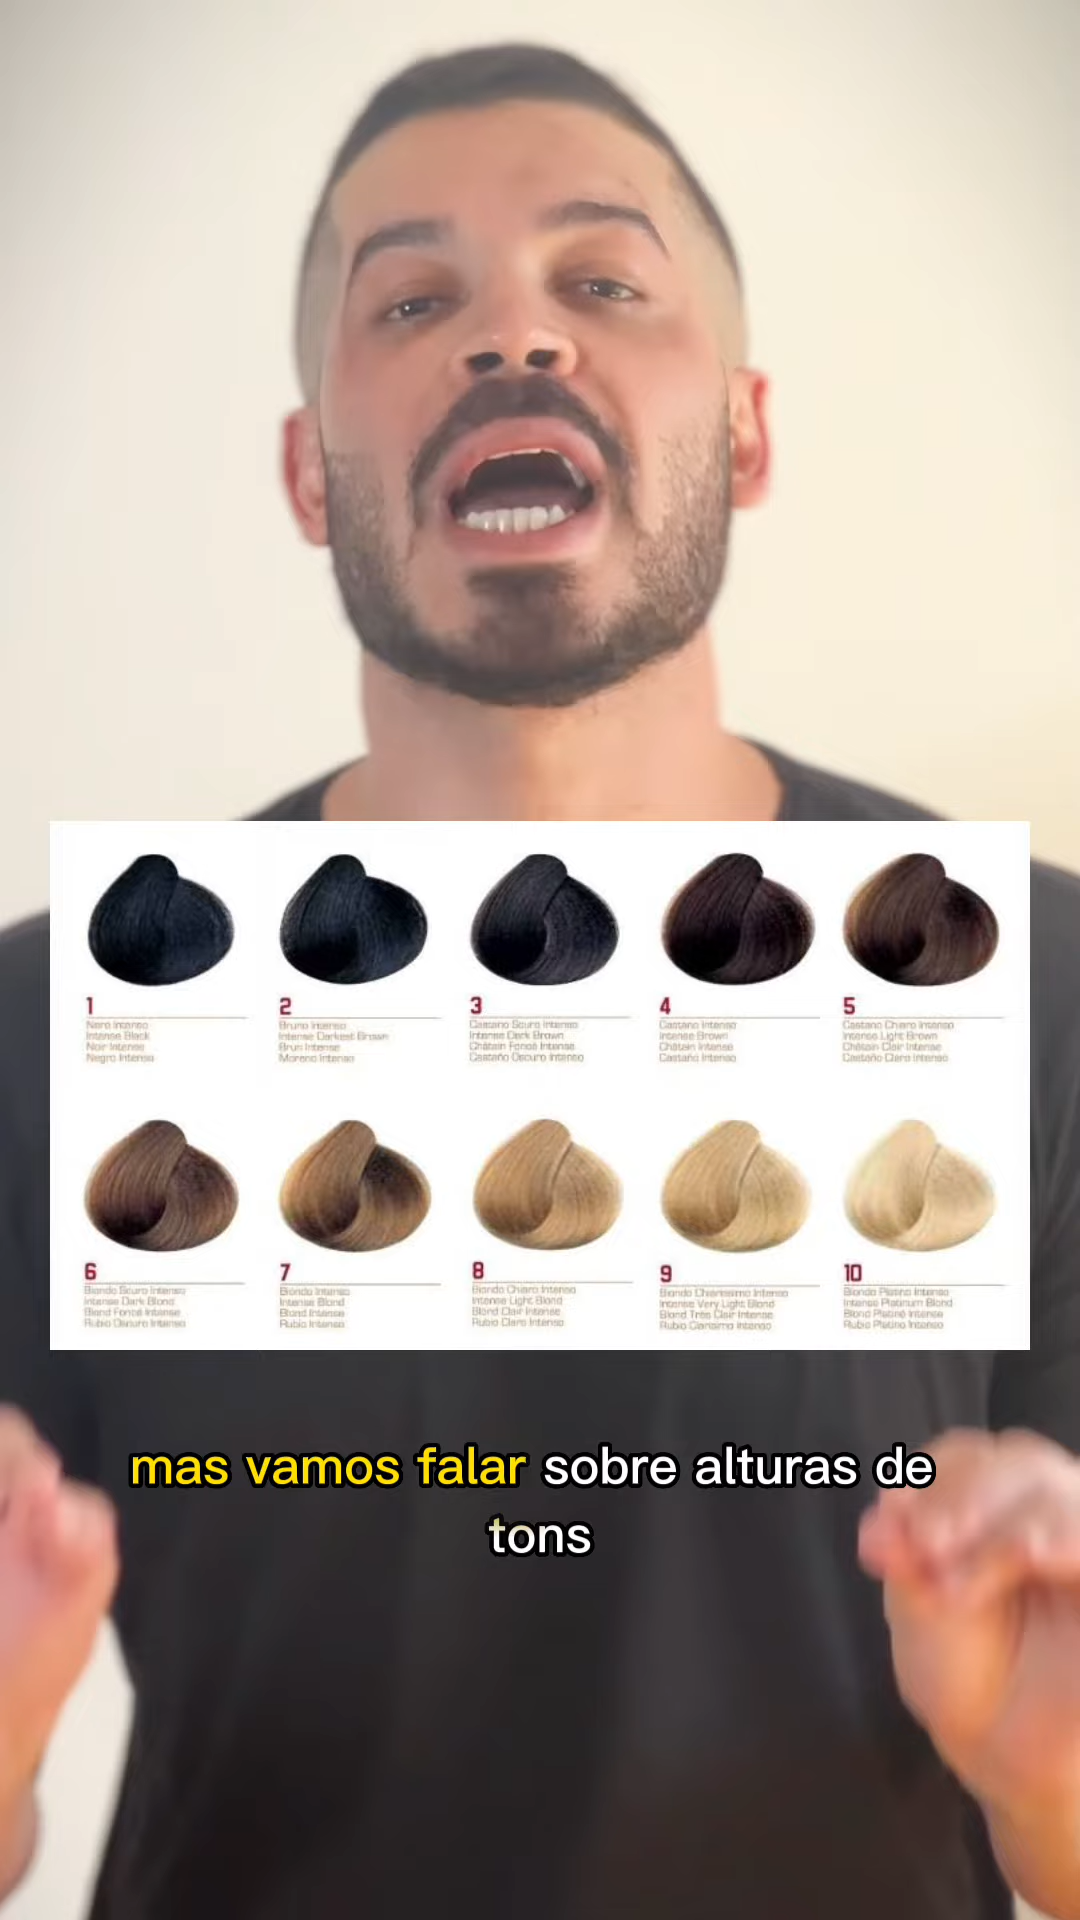 1
Nero Intenso
Intense Black
Noir Intense
Negro Intenso
2
Bruno Intenso
Intense Darkest Brown
Brun Intense
Moreno Intenso
3
Castano Scuro Intenso
Intense Dark Brown
Châtain Foncé Intense
Castaño Oscuro Intenso
4
Castano Intenso
Intense Brown
Châtain Intense
Castaño Intenso
5
Castano Chiaro Intenso
Intense Light Brown
Châtain Clair Intense
Castaño Claro Intenso
6
Biondo Scuro Intenso
Intense Dark Blond
Blond Foncé Intense
Rubio Oscuro Intenso
7
Biondo Intenso
Intense Blond
Blond Intense
Rubio Intenso
8
Biondo Chiaro Intenso
Intense Light Blond
Blond Clair Intense
Rubio Claro Intenso
9
Biondo Chiarissimo Intenso
Intense Very Light Blond
Blond Très Clair Intense
Rubio Clarisimo Intenso
10
Biondo Platino Intenso
Intense Platinum Blond
Blond Platiné Intense
Rubio Platino Intenso
mas vamos falar sobre alturas de
tons